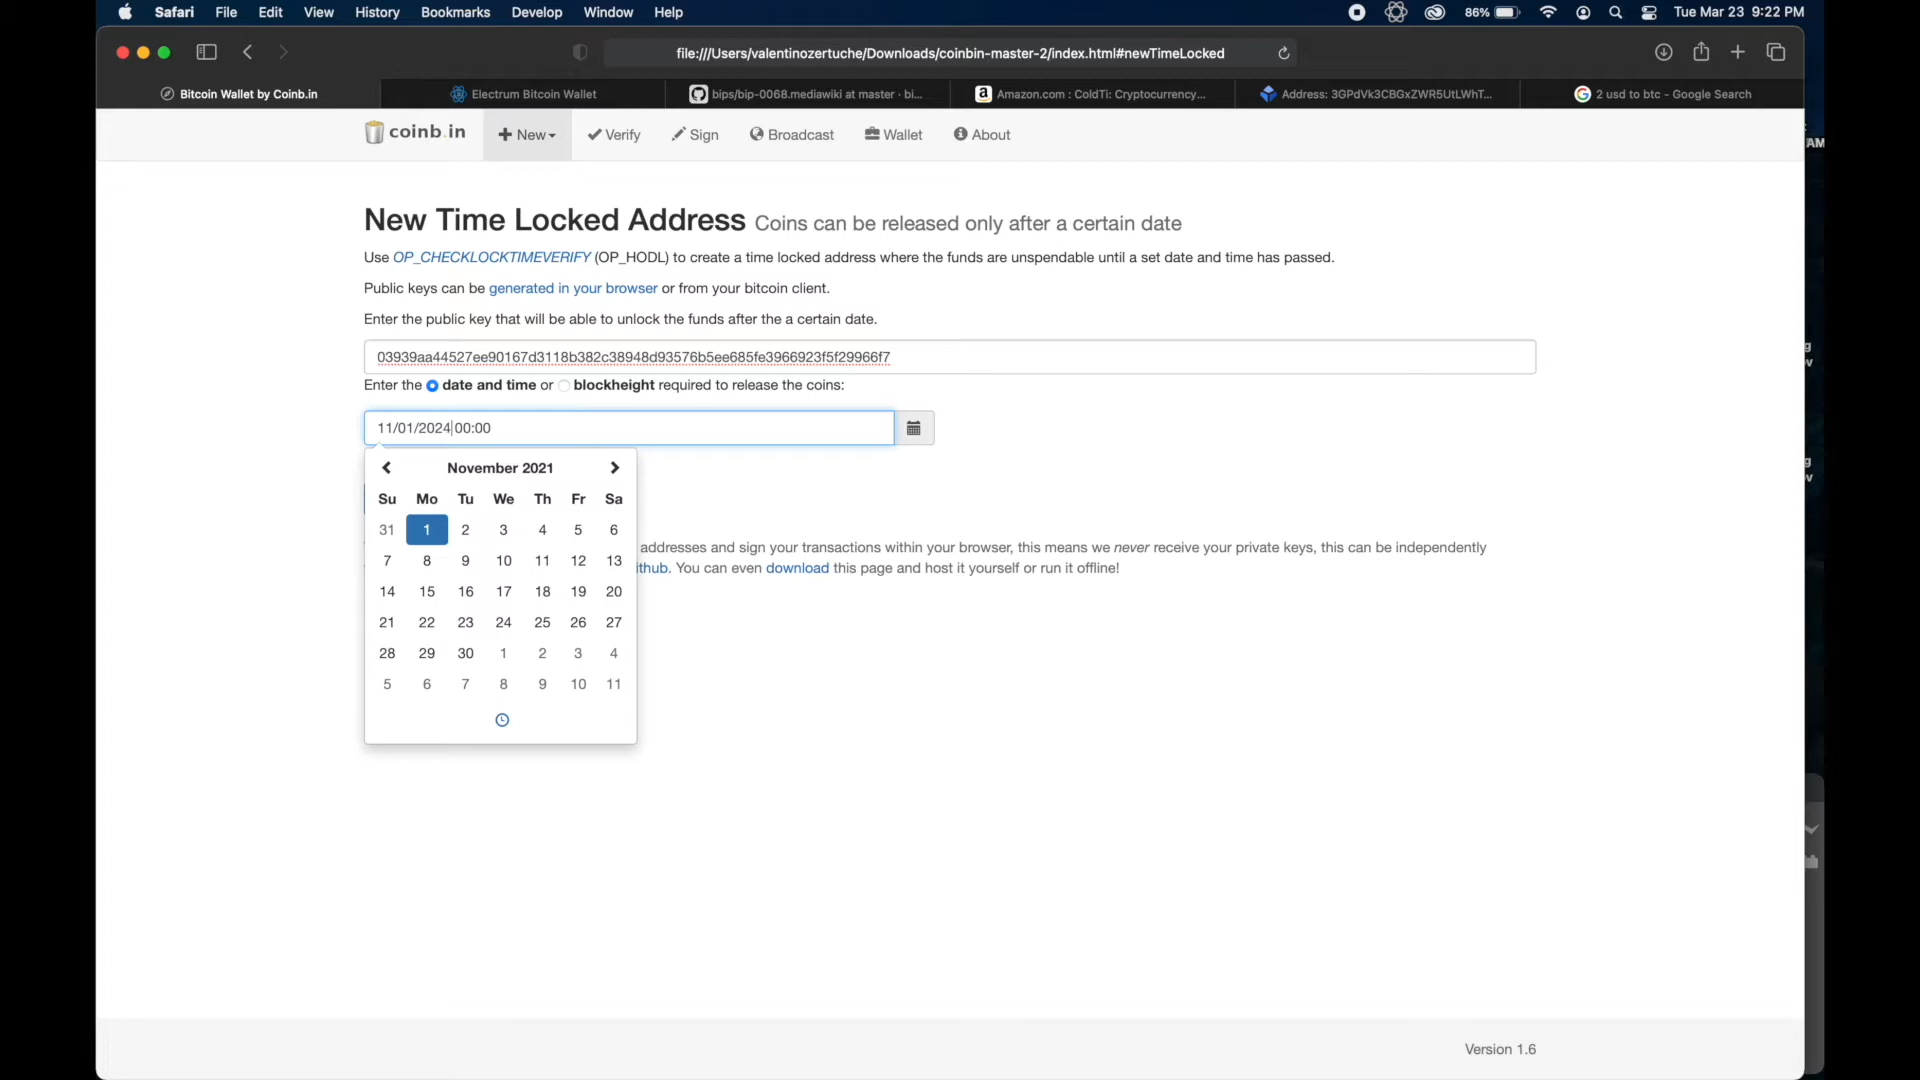 Safari File Edit View History Bookmarks Develop Window Help 86% Tue Mar 23 9:22 PM
file:///Users/valentinozertuche/Downloads/coinbin-master-2/index.html#newTimeLocked
Bitcoin Wallet by Coinb.in Electrum Bitcoin Wallet bips/bip-0068.mediawiki at master · bi... Amazon.com : ColdTi: Cryptocurrency... Address: 3GPdVk3CBGxZWR5UtLWhT... 2 usd to btc - Google Search
coinb.in New Verify Sign Broadcast Wallet About
AM
New Time Locked Address Coins can be released only after a certain date
Use OP_CHECKLOCKTIMEVERIFY (OP_HODL) to create a time locked address where the funds are unspendable until a set date and time has passed.
Public keys can be generated in your browser or from your bitcoin client.
Enter the public key that will be able to unlock the funds after the a certain date.
03939aa44527ee90167d3118b382c38948d93576b5ee685fe3966923f5f29966f7
Enter the date and time or blockheight required to release the coins:
11/01/2024 00:00
November 2021
Su Mo Tu We Th Fr Sa
31 1 2 3 4 5 6
7 8 9 10 11 12 13
14 15 16 17 18 19 20
21 22 23 24 25 26 27
28 29 30 1 2 3 4
5 6 7 8 9 10 11
addresses and sign your transactions within your browser, this means we never receive your private keys, this can be independently
ithub. You can even download this page and host it yourself or run it offline!
Version 1.6